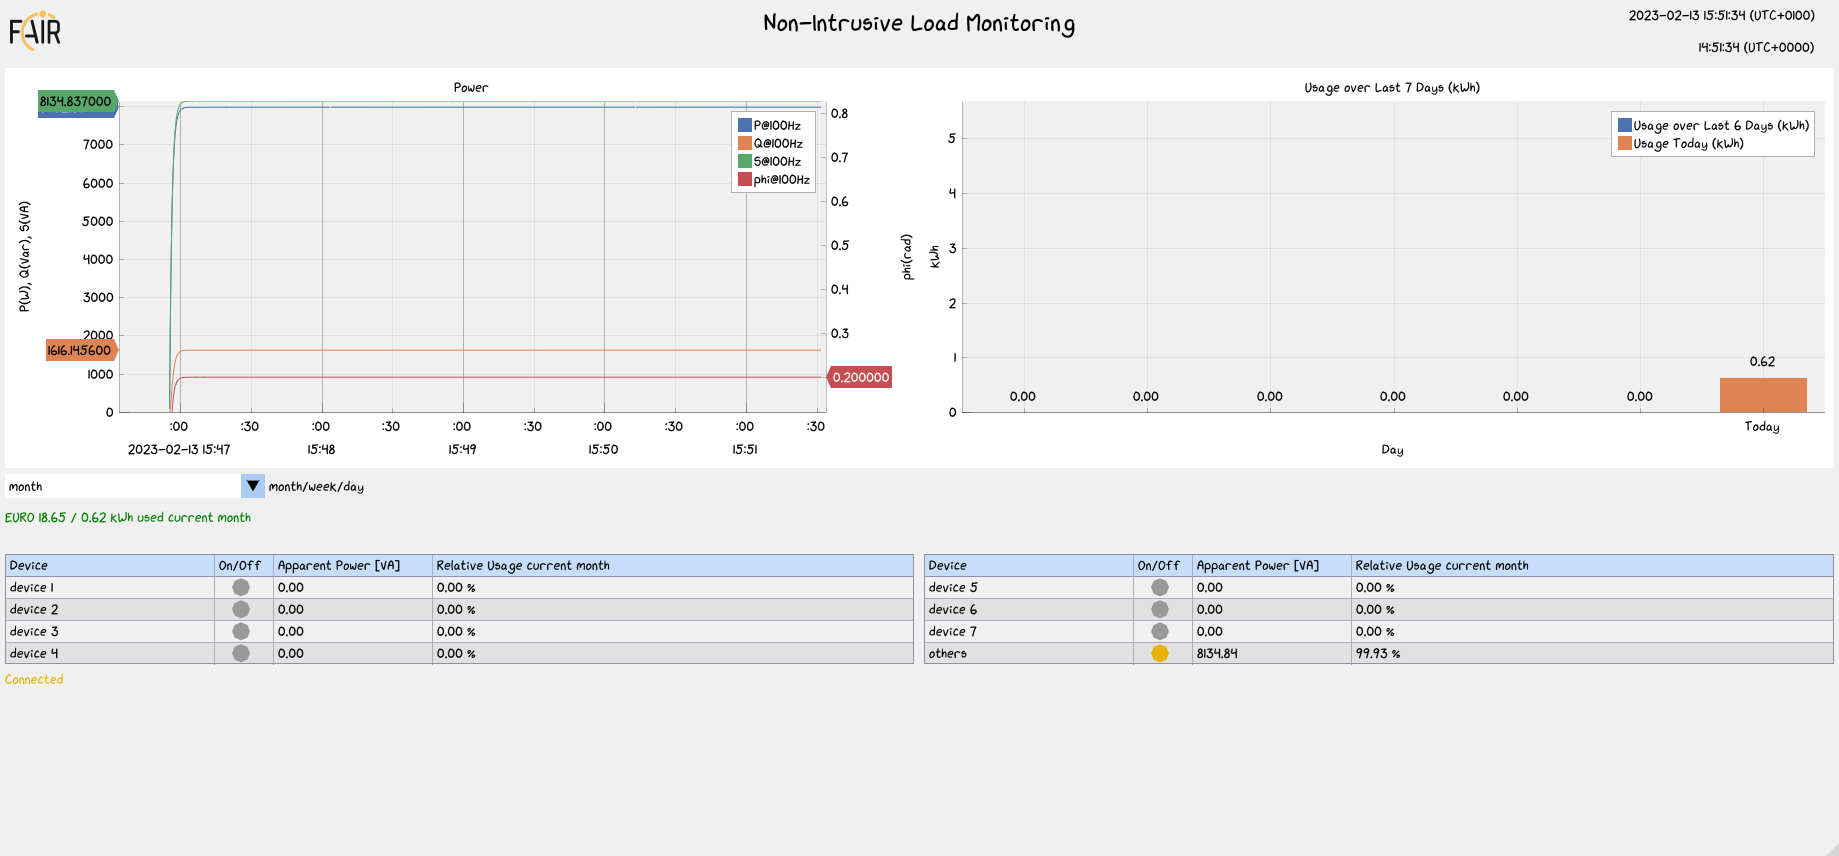 FAIR
Non-Intrusive Load Monitoring
2023-02-13 15:51:34 (UTC+0100)
14:51:34 (UTC+0000)
Power
8134.837000
7000
6000
5000
4000
3000
2000
1616.145600
1000
0
P(W), Q(Var), S(VA)
0.8
0.7
0.6
0.5
0.4
0.3
0.200000
phi(rad)
P@100Hz
Q@100Hz
S@100Hz
phi@100Hz
:00 :30 :00 :30 :00 :30 :00 :30 :00 :30
2023-02-13 15:47 15:48 15:49 15:50 15:51
Usage over Last 7 Days (kWh)
kWh
5
4
3
2
1
0
Usage over Last 6 Days (kWh)
Usage Today (kWh)
0.00 0.00 0.00 0.00 0.00 0.00 0.62
Today
Day
month
month/week/day
EURO 18.65 / 0.62 kWh used current month
Device On/Off Apparent Power [VA] Relative Usage current month
device 1 0.00 0.00 %
device 2 0.00 0.00 %
device 3 0.00 0.00 %
device 4 0.00 0.00 %
Device On/Off Apparent Power [VA] Relative Usage current month
device 5 0.00 0.00 %
device 6 0.00 0.00 %
device 7 0.00 0.00 %
others 8134.84 99.93 %
Connected